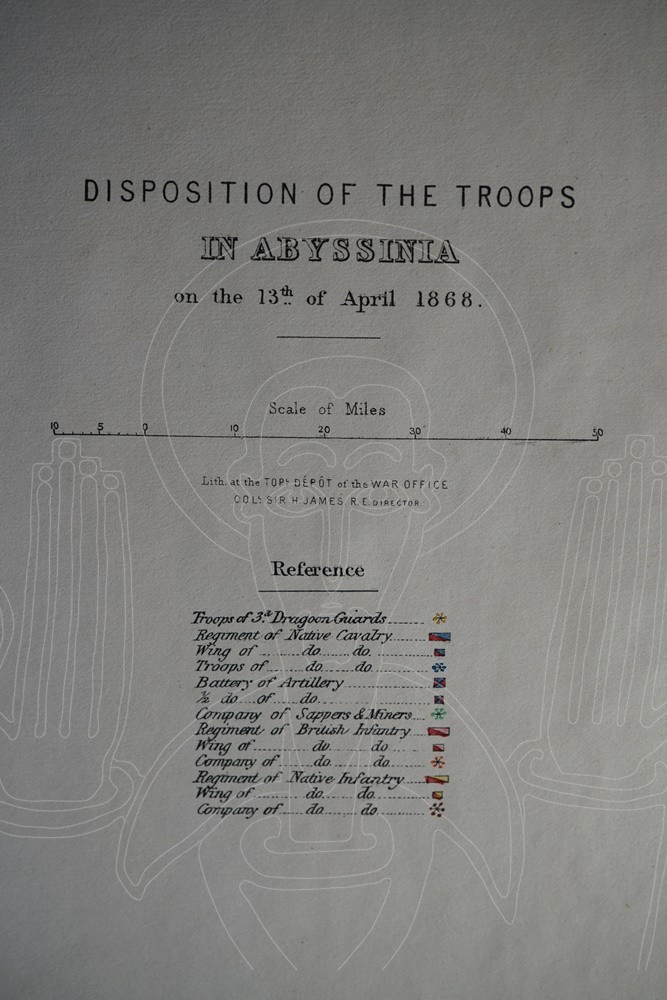 DISPOSITION OF THE TROOPS
IN ABYSSINIA
on the 13th of April 1868.
Scale of Miles
10 5 0 10 20 30 40 50
Lith. at the TOPl. DÉPÔT of the WAR OFFICE
COLl. SIR H. JAMES. R.E. DIRECTOR.
Reference
Troops of 3rd. Dragoon Guards
Regiment of Native Cavalry
Wing of do. do.
Troops of do. do.
Battery of Artillery
½ do. of do.
Company of Sappers & Miners
Regiment of British Infantry
Wing of do. do.
Company of do. do.
Regiment of Native Infantry
Wing of do. do.
Company of do. do.